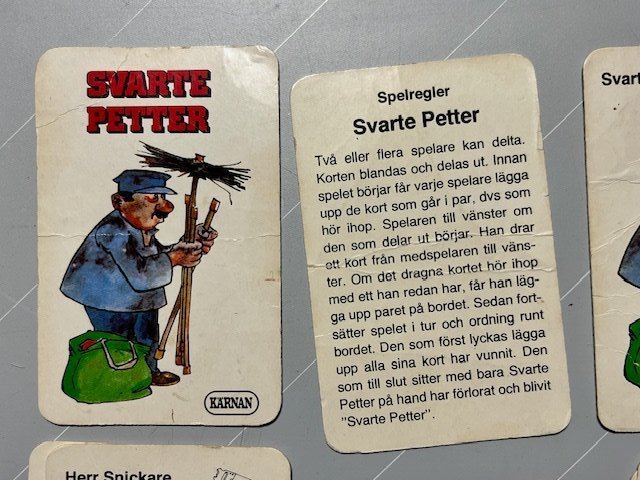 SVARTE
PETTER
KÄRNAN
Spelregler
Svarte Petter
Två eller flera spelare kan delta.
Korten blandas och delas ut. Innan
spelet börjar får varje spelare lägga
upp de kort som går i par, dvs som
hör ihop. Spelaren till vänster om
den som delar ut börjar. Han drar
ett kort från medspelaren till väns-
ter. Om det dragna kortet hör ihop
med ett han redan har, får han läg-
ga upp paret på bordet. Sedan fort-
sätter spelet i tur och ordning runt
bordet. Den som först lyckas lägga
upp alla sina kort har vunnit. Den
som till slut sitter med bara Svarte
Petter på hand har förlorat och blivit
"Svarte Petter".
Svart
Herr Snickare